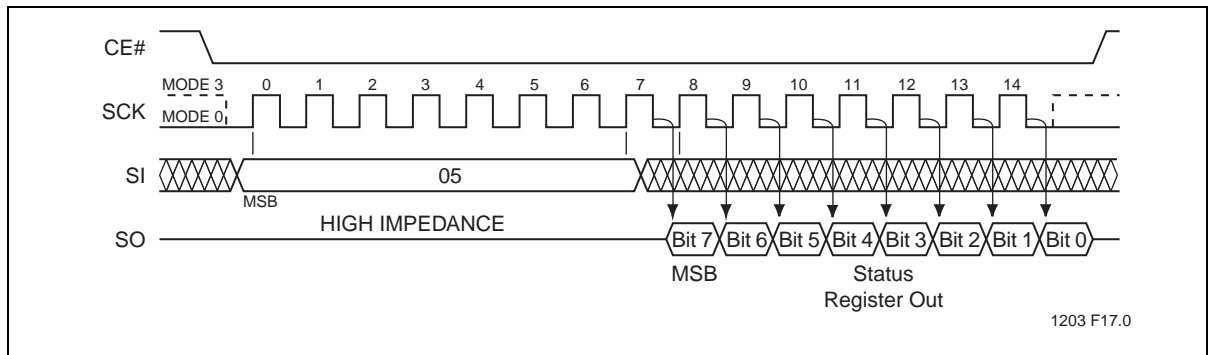 CE#
MODE 3 0 1 2 3 4 5 6 7 8 9 10 11 12 13 14
SCK
MODE 0
SI 05
MSB
HIGH IMPEDANCE
SO Bit 7 Bit 6 Bit 5 Bit 4 Bit 3 Bit 2 Bit 1 Bit 0
MSB Status
Register Out
1203 F17.0